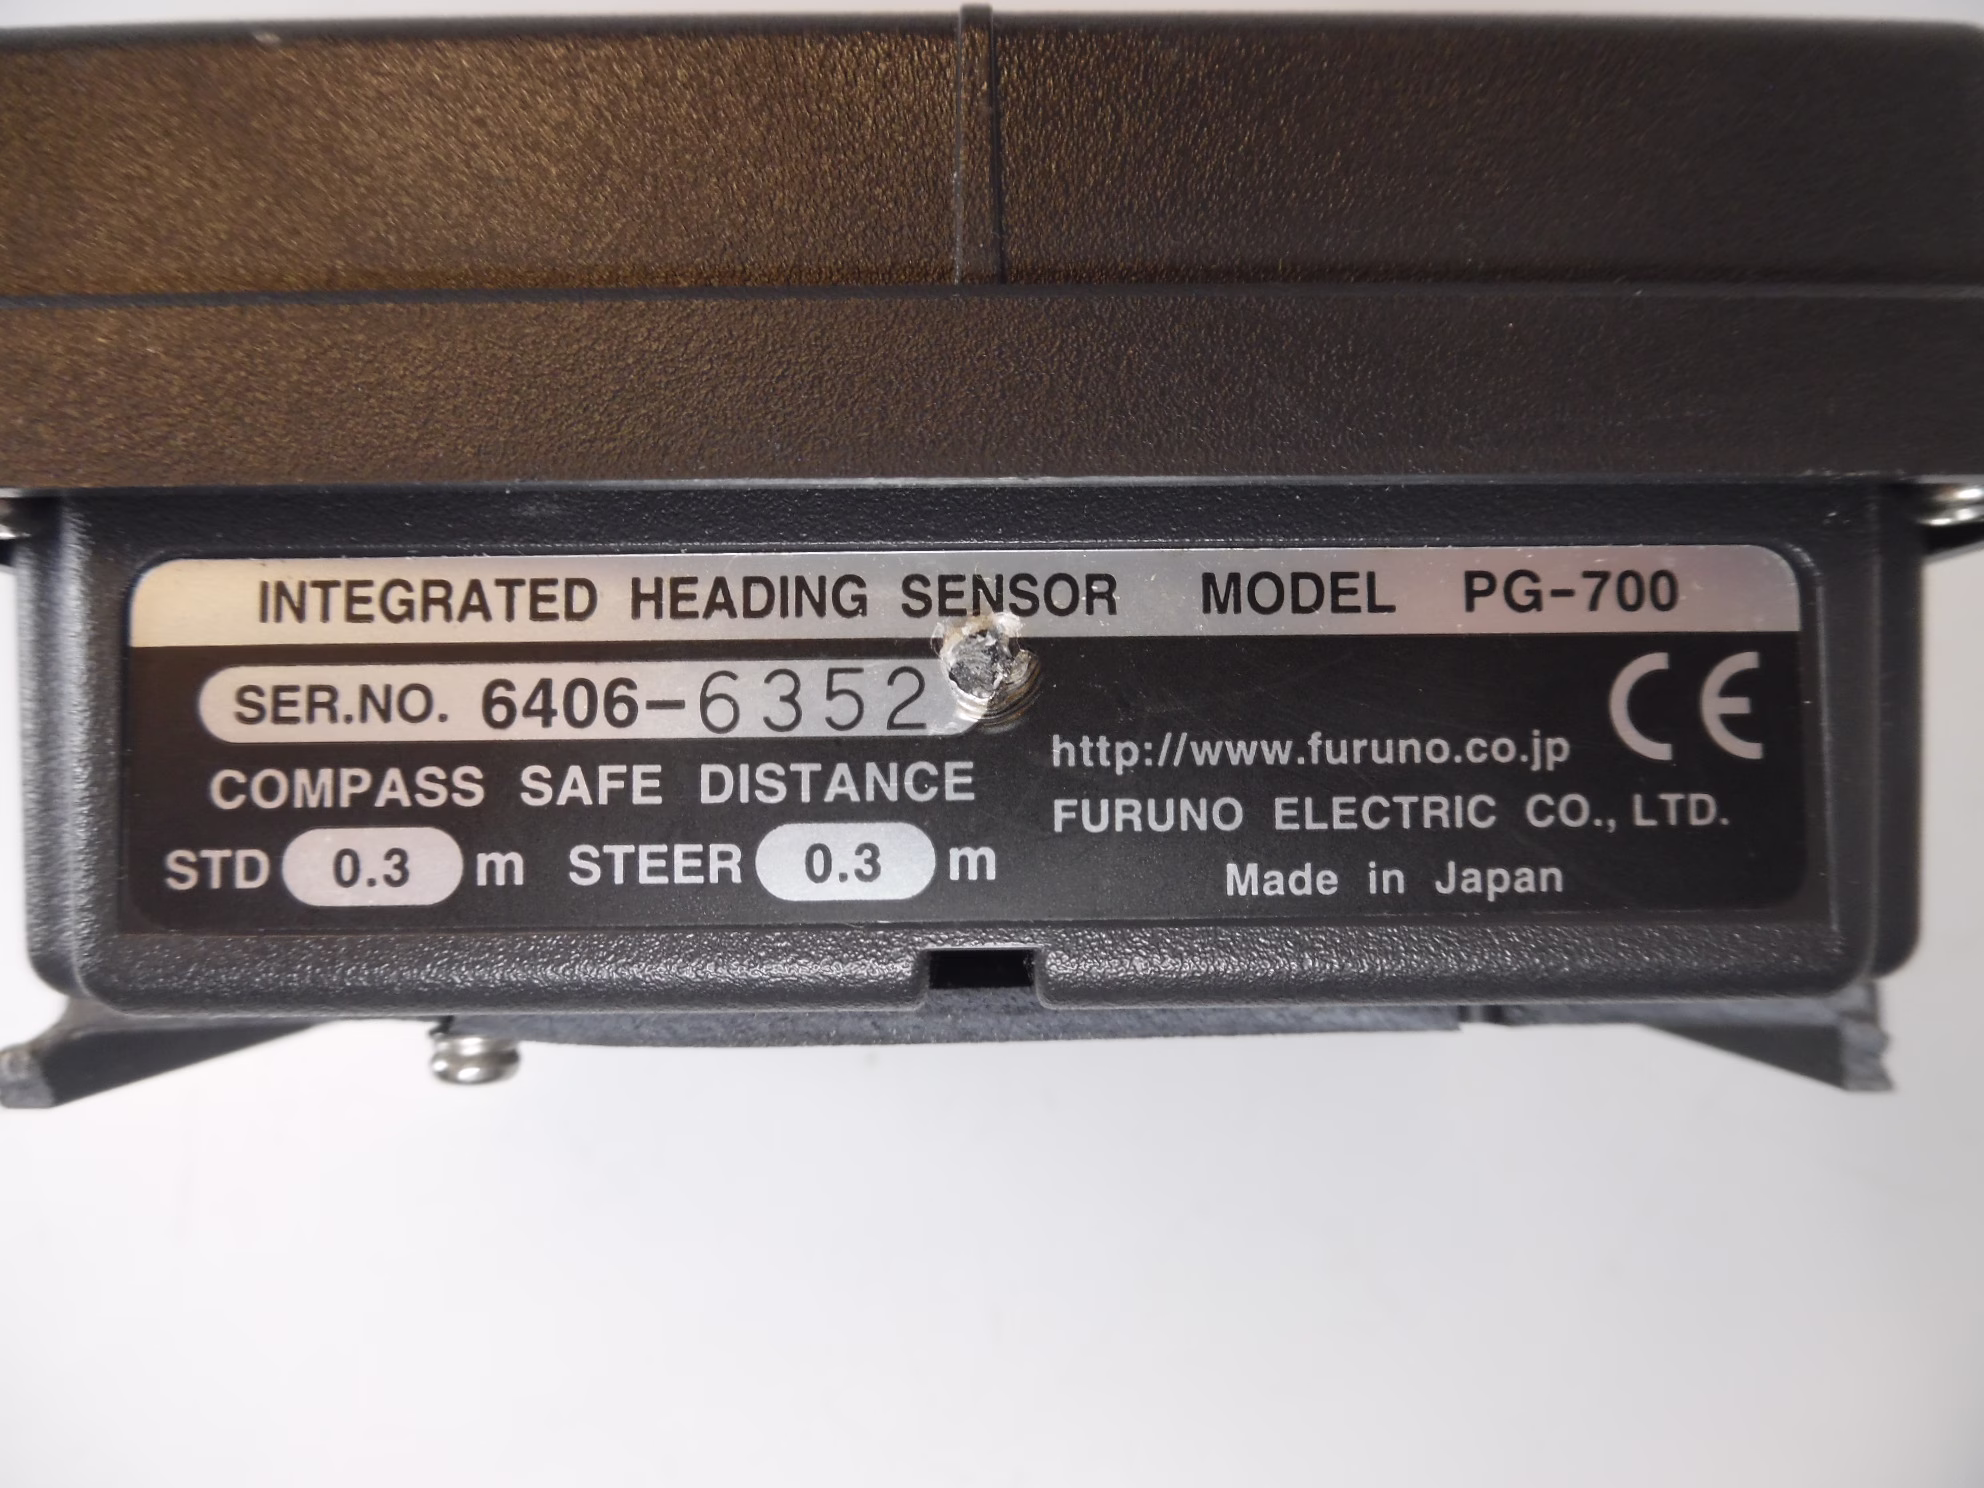 INTEGRATED HEADING SENSOR MODEL PG-700
SER.NO. 6406-6352
COMPASS SAFE DISTANCE
STD 0.3 m STEER 0.3 m
CE
http://www.furuno.co.jp
FURUNO ELECTRIC CO., LTD.
Made in Japan